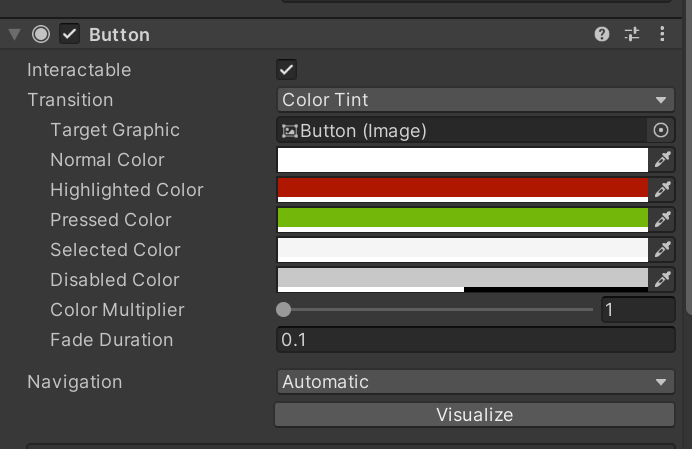 Button
Interactable
Transition Color Tint
Target Graphic Button (Image)
Normal Color
Highlighted Color
Pressed Color
Selected Color
Disabled Color
Color Multiplier 1
Fade Duration 0.1
Navigation Automatic
Visualize